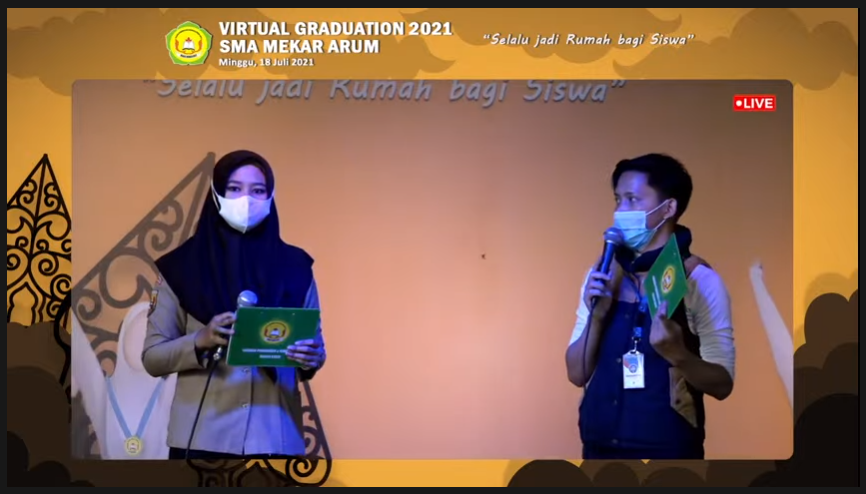 VIRTUAL GRADUATION 2021
SMA MEKAR ARUM
Minggu, 18 Juli 2021
“Selalu jadi Rumah bagi Siswa”
“Selalu jadi Rumah bagi Siswa”
LIVE